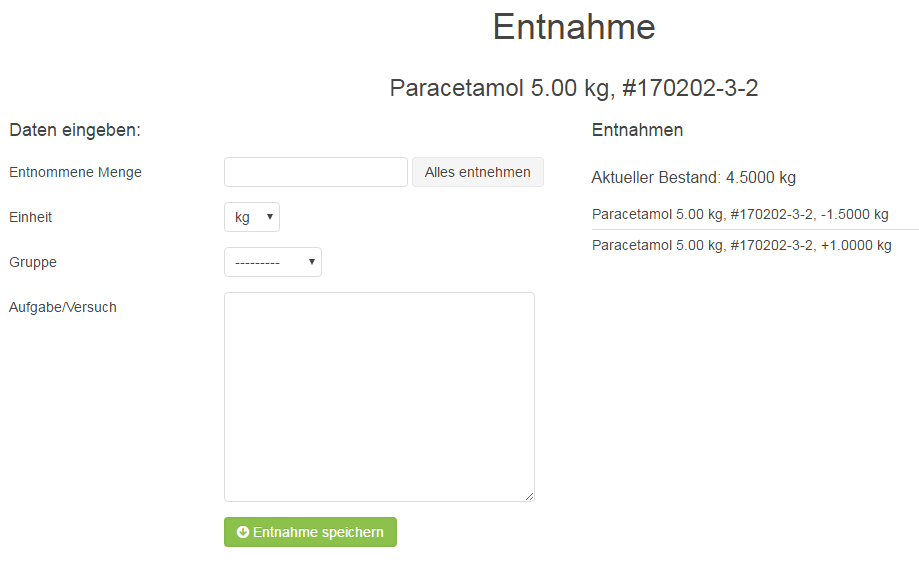 Entnahme
Paracetamol 5.00 kg, #170202-3-2
Daten eingeben:
Entnommene Menge
Alles entnehmen
Einheit
kg
Gruppe
---------
Aufgabe/Versuch
Entnahme speichern
Entnahmen
Aktueller Bestand: 4.5000 kg
Paracetamol 5.00 kg, #170202-3-2, -1.5000 kg
Paracetamol 5.00 kg, #170202-3-2, +1.0000 kg